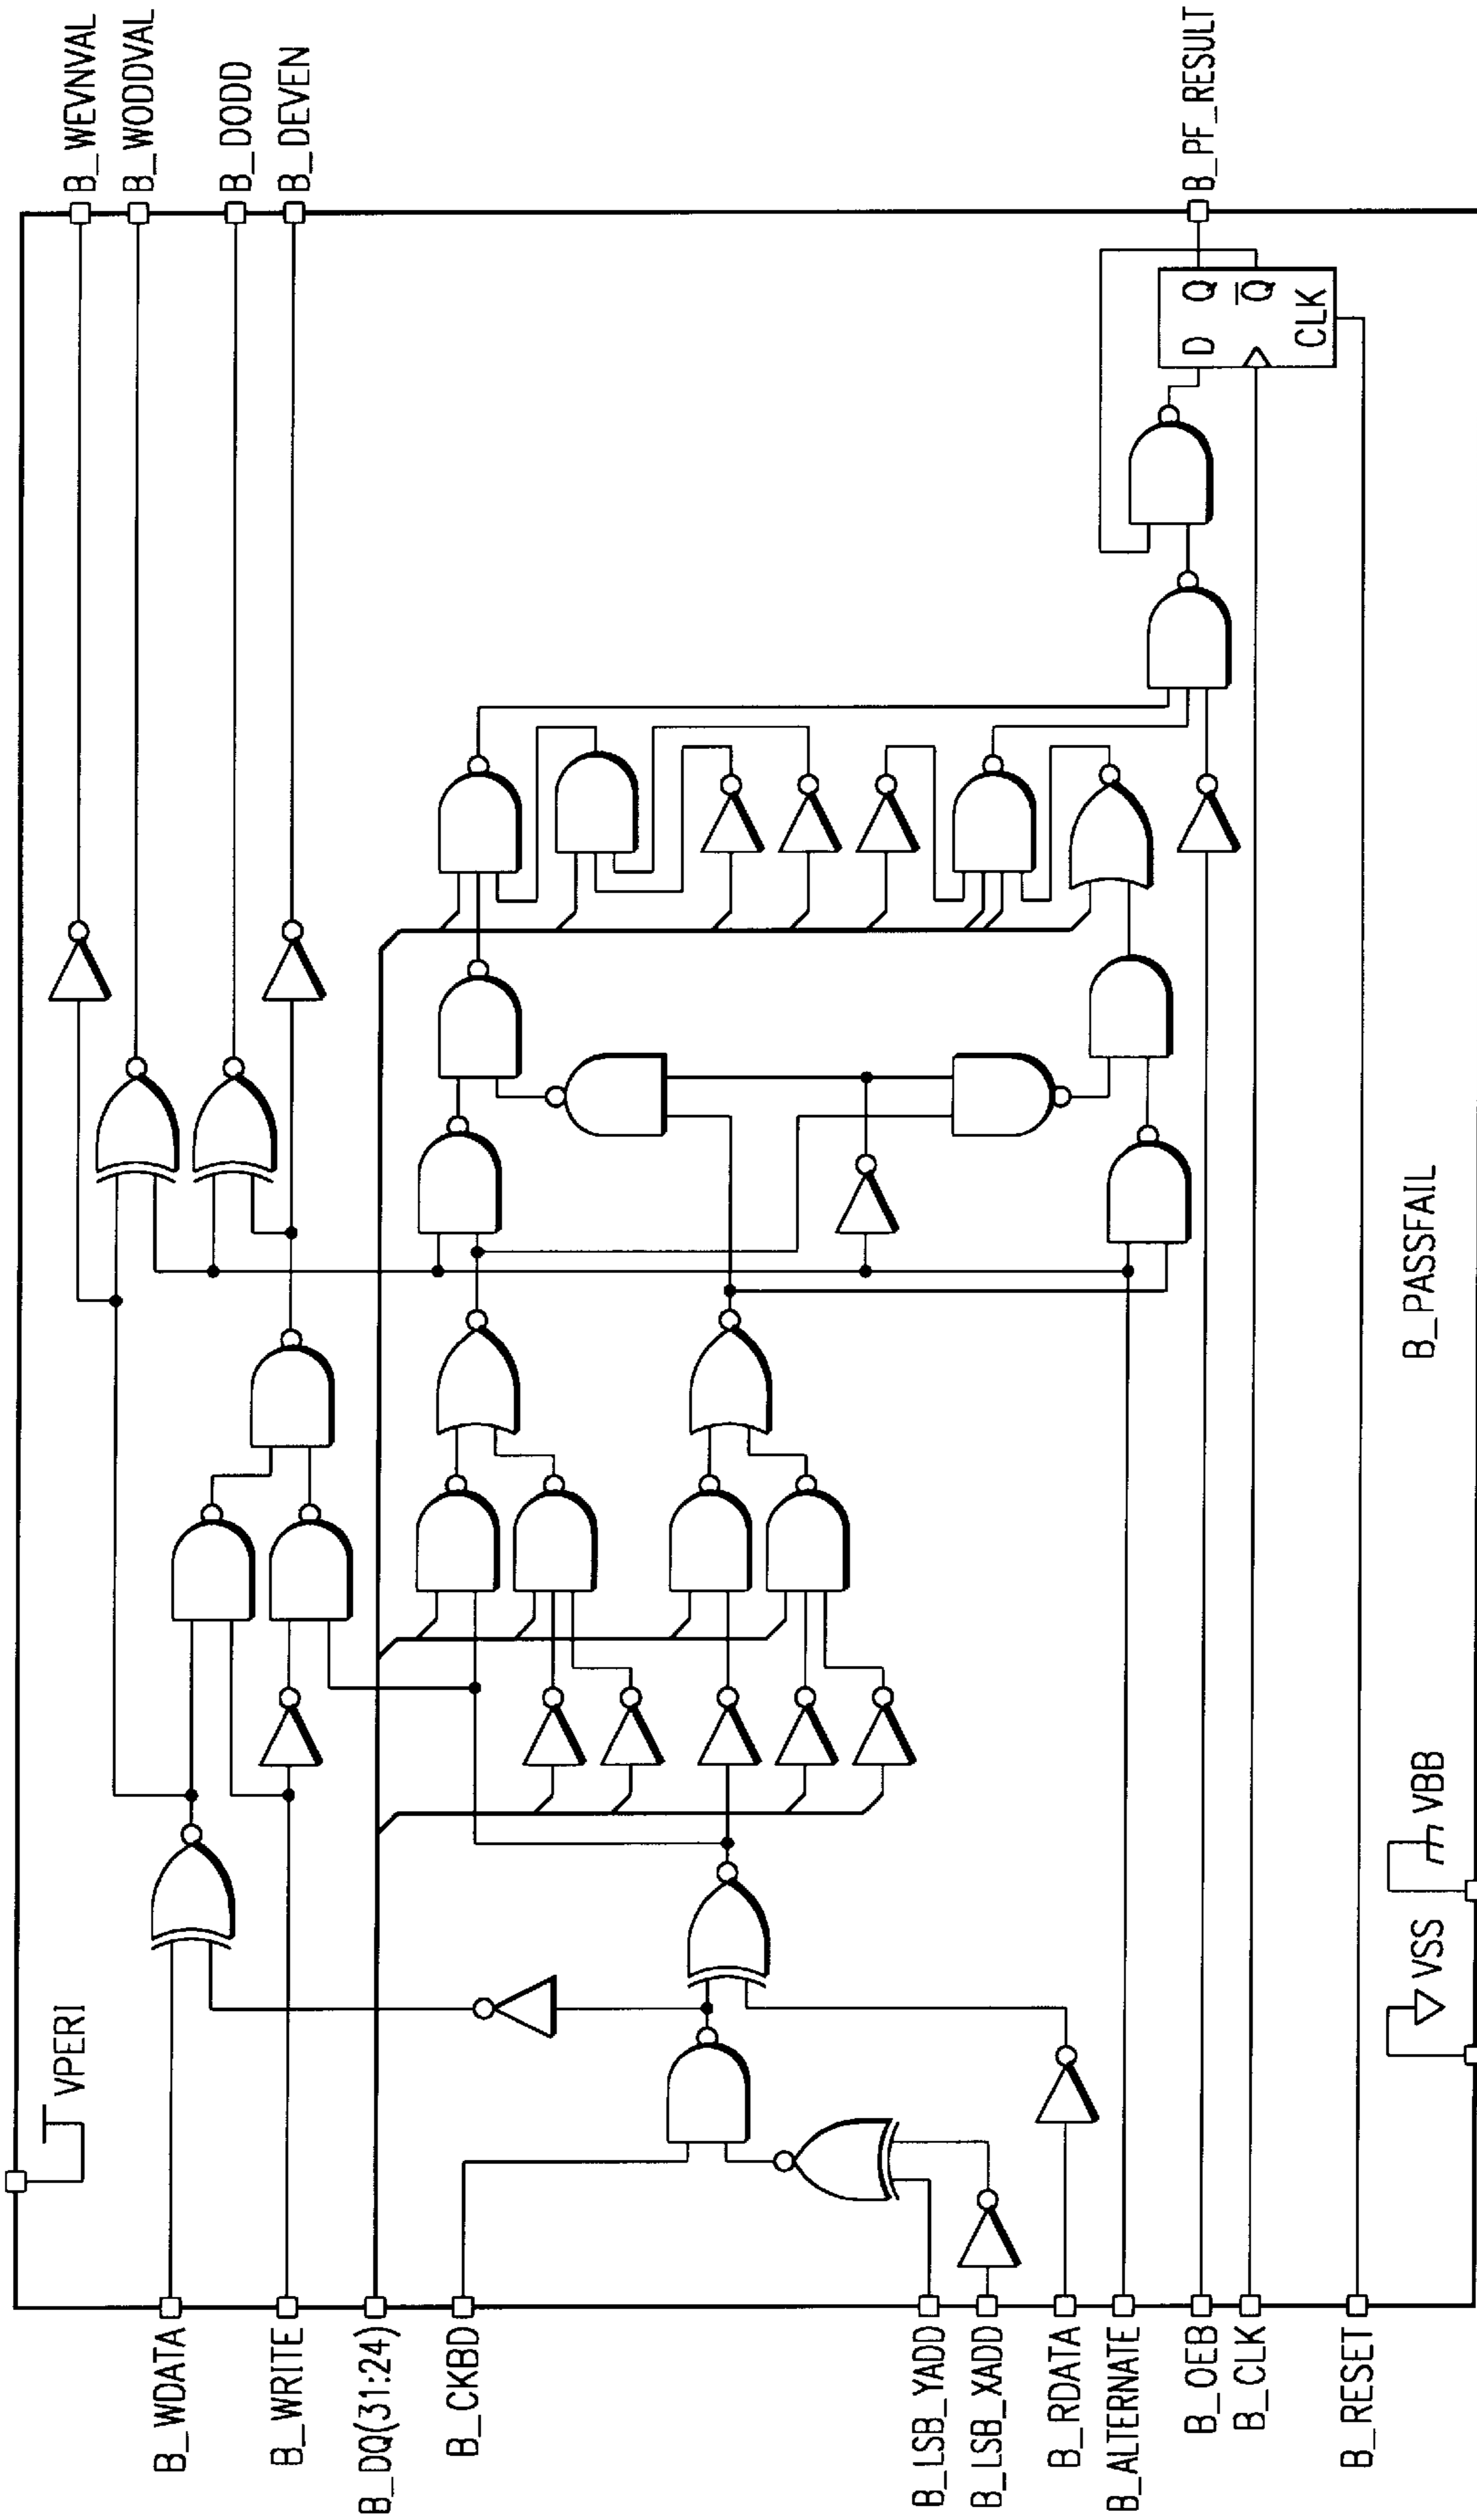 B_WEVNVAL
B_WODDVAL
B_DODD
B_DEVEN
B_PF_RESULT
D Q
Q
CLK
B_PASSFAIL
VPERI
VSS
VBB
B_WDATA
B_WRITE
B_DQ(31:24)
B_CKBD
B_LSB_YADD
B_LSB_XADD
B_RDATA
B_ALTERNATE
B_OEB
B_CLK
B_RESET